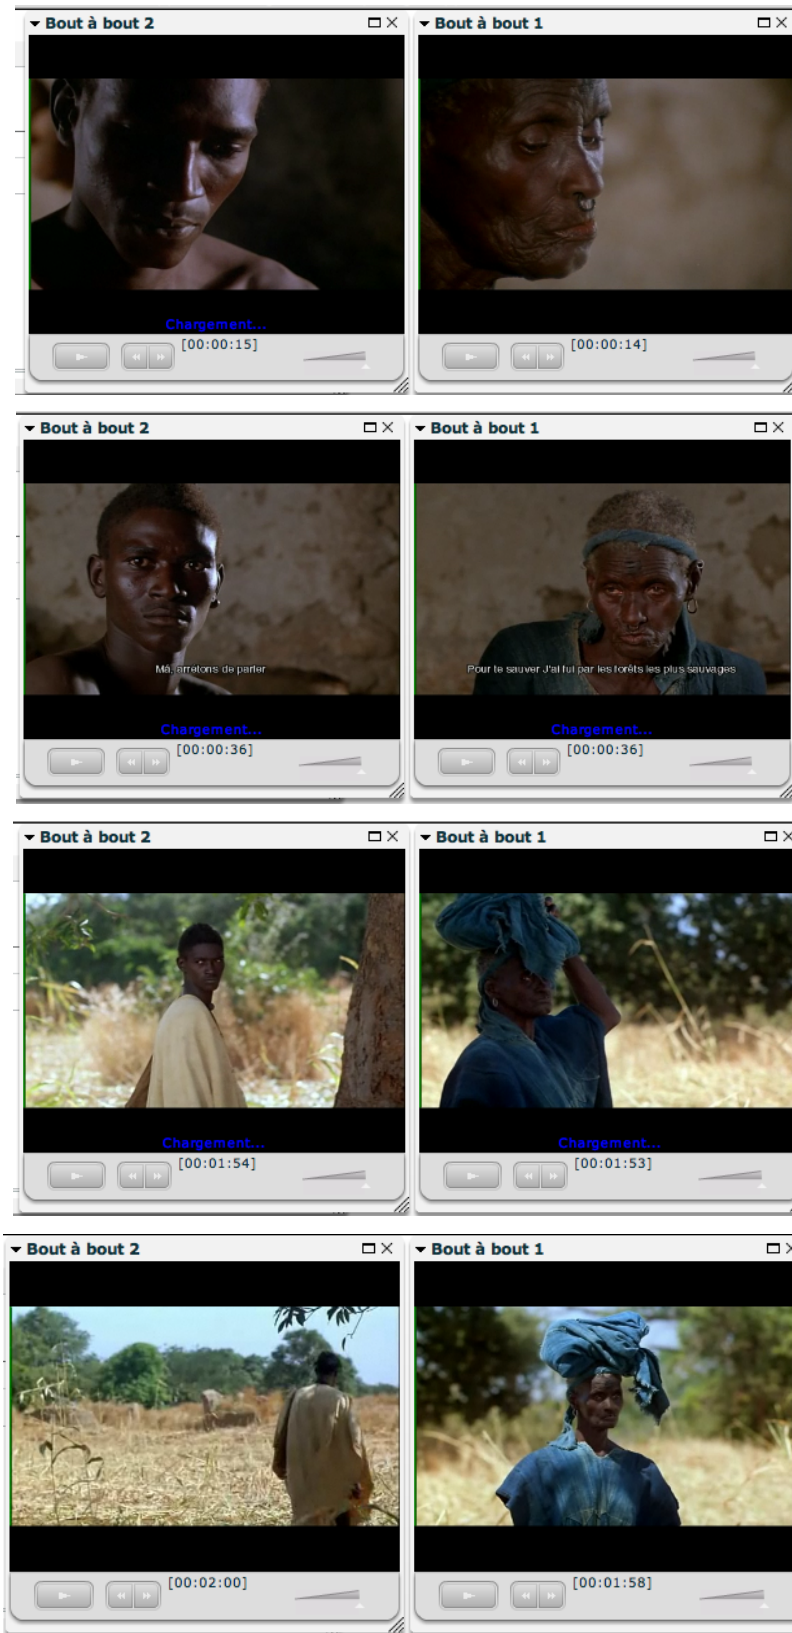 Bout à bout 2
Bout à bout 1
Chargement...
[00:00:15]
[00:00:14]
Bout à bout 2
Bout à bout 1
Mâ, arrêtons de parler
Pour te sauver J'ai fui par les forêts les plus sauvages
Chargement...
Chargement...
[00:00:36]
[00:00:36]
Bout à bout 2
Bout à bout 1
Chargement...
Chargement...
[00:01:54]
[00:01:53]
Bout à bout 2
Bout à bout 1
[00:02:00]
[00:01:58]